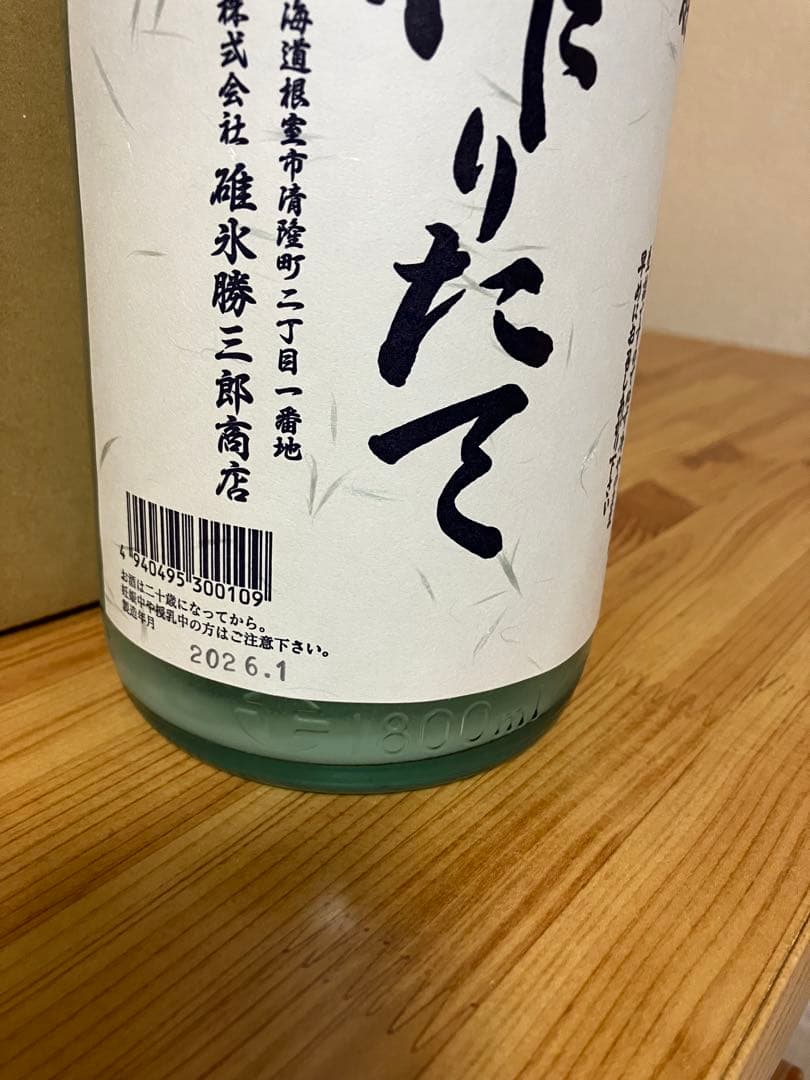 りたて
海道根室市清隆町二丁目一番地
株式会社 碓氷勝三郎商店
4 940495 300109
お酒は二十歳になってから。
妊娠中や授乳中の方はご注意下さい。
製造年月
2026.1
1800ml